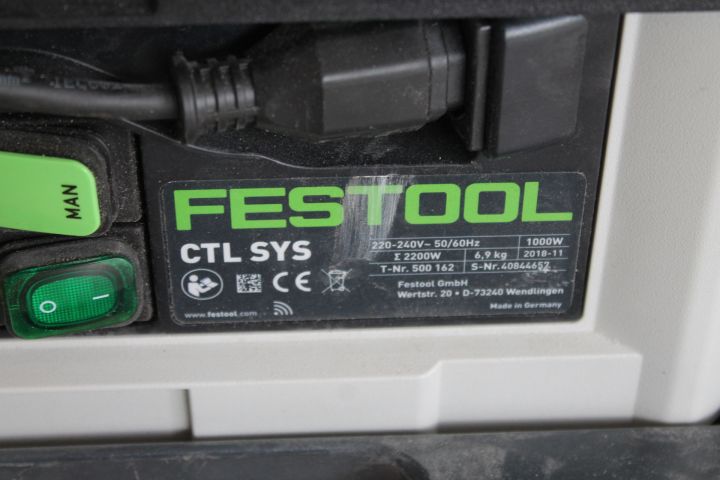 MAN
FESTOOL
CTL SYS
220-240V~ 50/60Hz 1000W
Σ 2200W 6,9 kg 2018-11
T-Nr. 500 162 S-Nr. 40844652
Festool GmbH
Wertstr. 20 • D-73240 Wendlingen
www.festool.com
Made in Germany